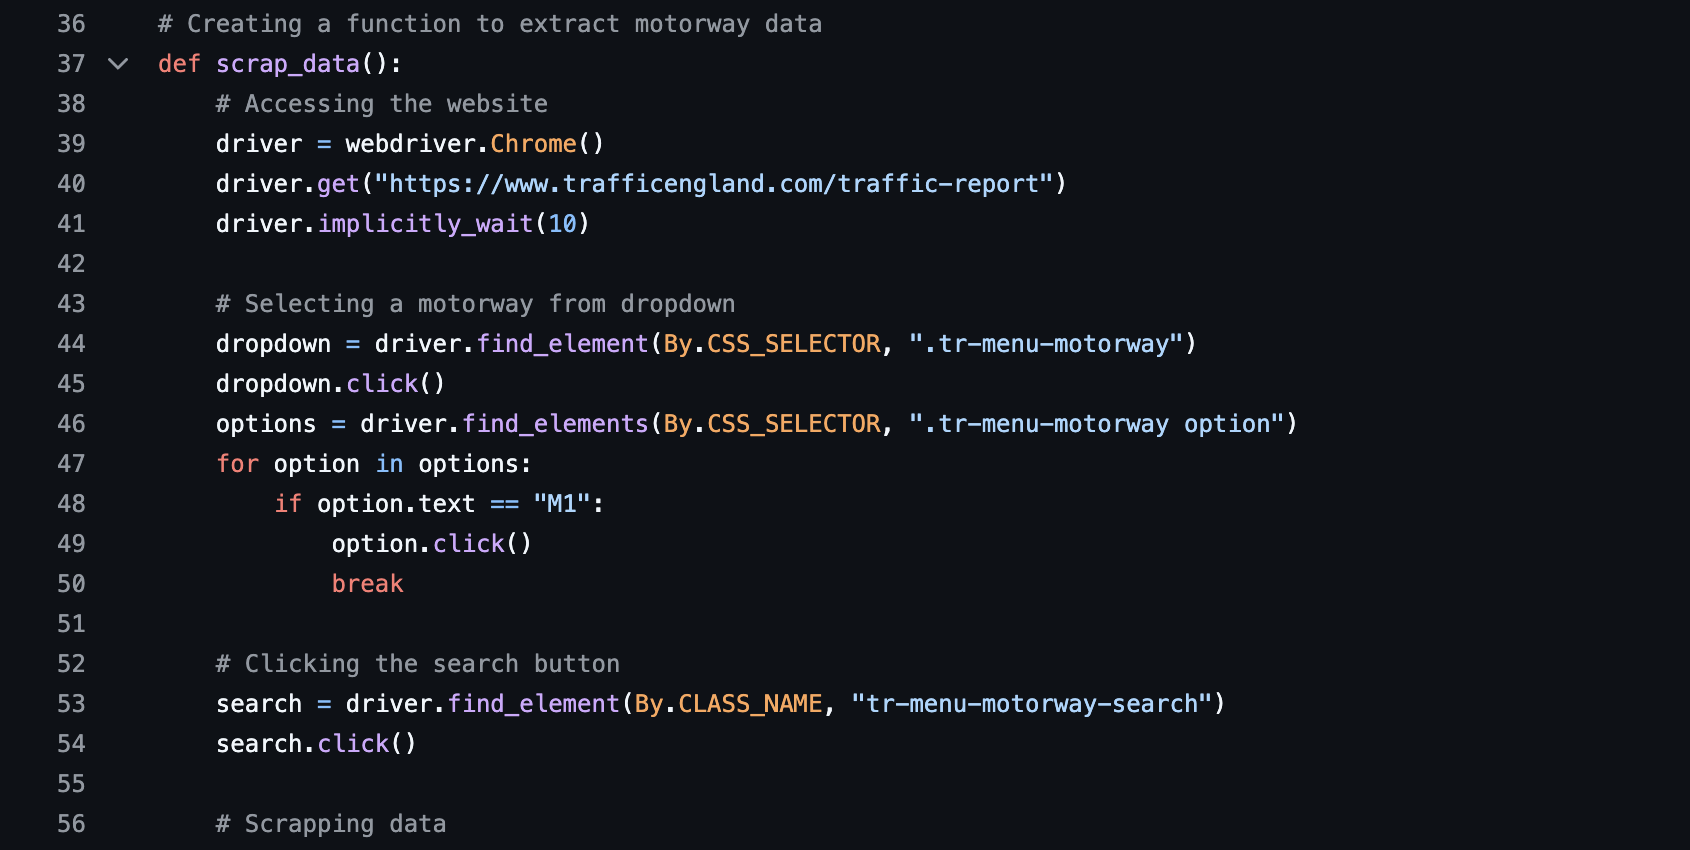 36 # Creating a function to extract motorway data
37 def scrap_data():
38 # Accessing the website
39 driver = webdriver.Chrome()
40 driver.get("https://www.trafficengland.com/traffic-report")
41 driver.implicitly_wait(10)
42
43 # Selecting a motorway from dropdown
44 dropdown = driver.find_element(By.CSS_SELECTOR, ".tr-menu-motorway")
45 dropdown.click()
46 options = driver.find_elements(By.CSS_SELECTOR, ".tr-menu-motorway option")
47 for option in options:
48 if option.text == "M1":
49 option.click()
50 break
51
52 # Clicking the search button
53 search = driver.find_element(By.CLASS_NAME, "tr-menu-motorway-search")
54 search.click()
55
56 # Scrapping data